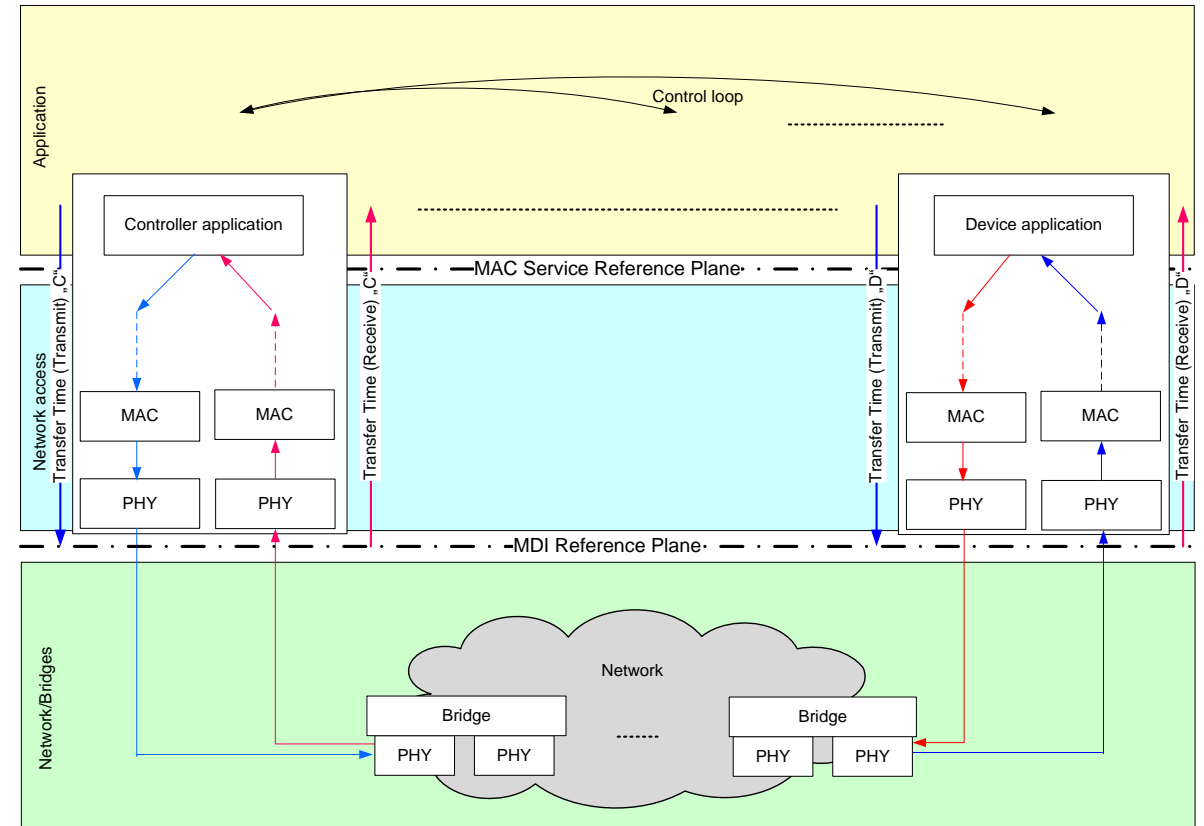 Application
Control loop
Controller application
Device application
MAC Service Reference Plane
Network access
Transfer Time (Transmit) „C“
Transfer Time (Receive) „C“
Transfer Time (Transmit) „D“
Transfer Time (Receive) „D“
MAC
MAC
MAC
MAC
PHY
PHY
PHY
PHY
MDI Reference Plane
Network/Bridges
Network
Bridge
Bridge
PHY
PHY
PHY
PHY